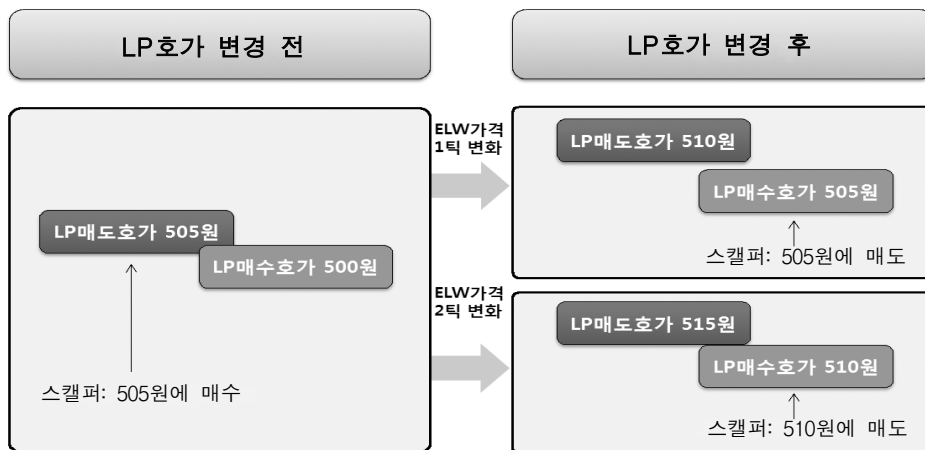 LP호가 변경 전
LP호가 변경 후
LP매도호가 505원
LP매수호가 500원
스캘퍼: 505원에 매수
ELW가격
1틱 변화
LP매도호가 510원
LP매수호가 505원
스캘퍼: 505원에 매도
ELW가격
2틱 변화
LP매도호가 515원
LP매수호가 510원
스캘퍼: 510원에 매도